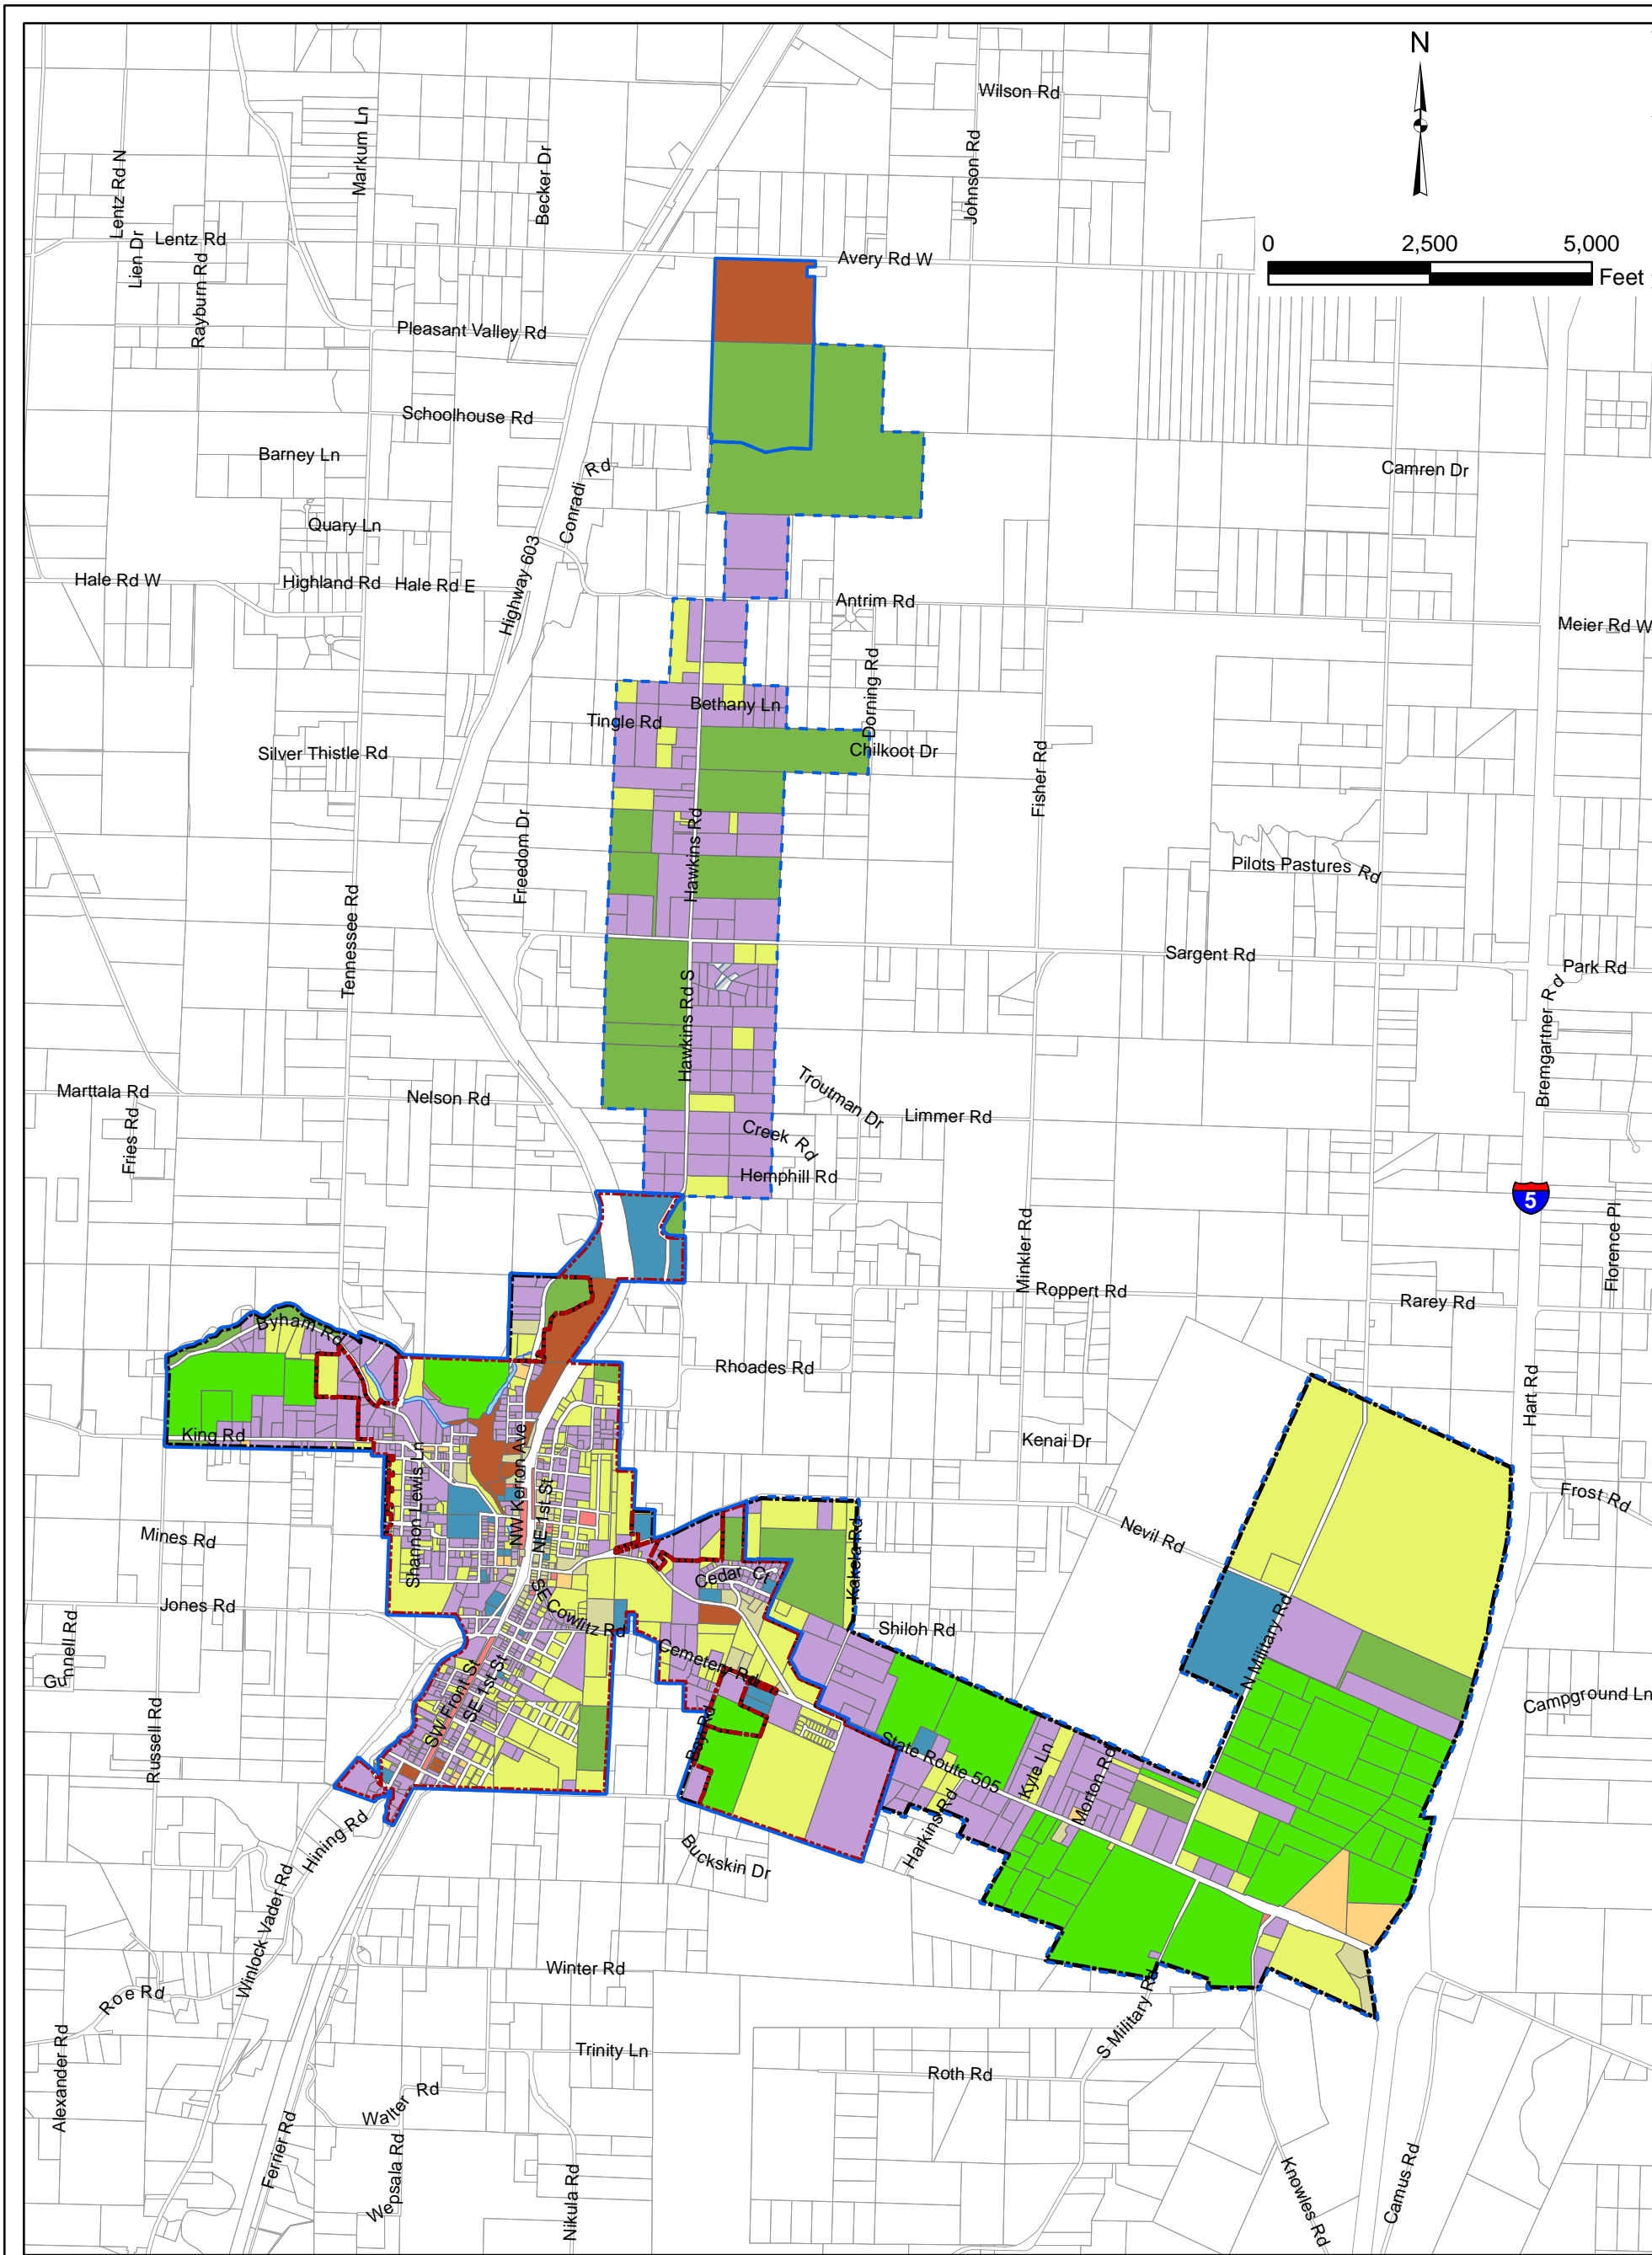 N
Wilson Rd
Markum Ln
Johnson Rd
Lentz Rd N
Becker Dr
Lentz Rd
Lien Dr
Rayburn Rd
Avery Rd W
0 2,500 5,000
Feet
Pleasant Valley Rd
Schoolhouse Rd
Barney Ln
Conradi Rd
Camren Dr
Quary Ln
Highway 603
Hale Rd W
Highland Rd
Hale Rd E
Antrim Rd
Meier Rd W
Dorning Rd
Bethany Ln
Tingle Rd
Silver Thistle Rd
Chilkoot Dr
Fisher Rd
Freedom Dr
Hawkins Rd
Pilots Pastures Rd
Tennessee Rd
Sargent Rd
Park Rd
Hawkins Rd S
Bremgartner Rd
Marttala Rd
Nelson Rd
Troutman Dr
Limmer Rd
Fries Rd
Creek Rd
Hemphill Rd
5
Minkler Rd
Florence Pl
Roppert Rd
Rarey Rd
Byham Rd
Rhoades Rd
Hart Rd
King Rd
Kenai Dr
Shannon Lewis Ln
NW Kerron Ave
NE 1st St
Frost Rd
Mines Rd
Nevil Rd
Kakela Rd
Cedar Cr
Jones Rd
SE Cowlitz Rd
Shiloh Rd
N Military Rd
Gunnell Rd
Cemetery Rd
SW Front St
SE 1st St
Campground Ln
Russell Rd
Bay Rd
State Route 505
Kyle Ln
Morton Rd
Harkins Rd
Hining Rd
Buckskin Dr
Winlock Vader Rd
Winter Rd
Roe Rd
S Military Rd
Alexander Rd
Trinity Ln
Roth Rd
Walter Rd
Ferrier Rd
Wepsala Rd
Nikula Rd
Knowles Rd
Camus Rd